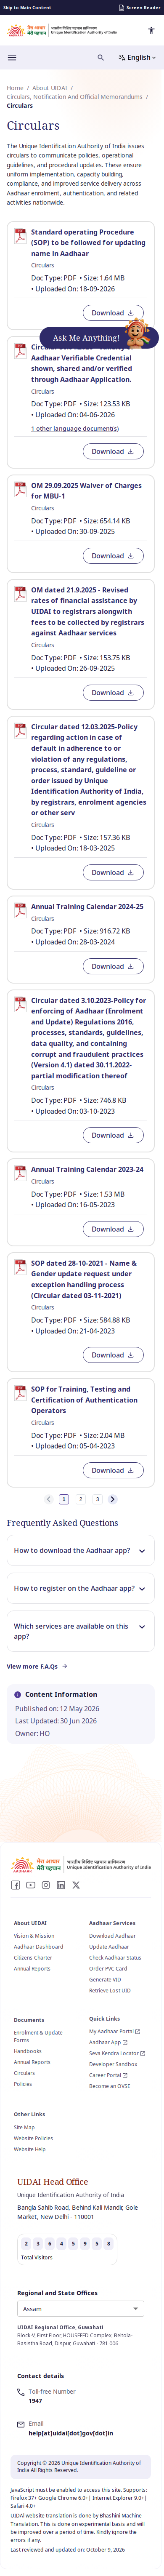 Skip to Main Content
Screen Reader
भारतीय विशिष्ट पहचान प्राधिकरण
Unique Identification Authority of India
English
Home / About UIDAI /
Circulars, Notification And Official Memorandums /
Circulars
Circulars
The Unique Identification Authority of India issues
circulars to communicate policies, operational
guidelines, and procedural updates. These ensure
uniform implementation, transparency, capacity
building, and improved service delivery across
Aadhaar enrolment, authentication, and related
activities nationwide.
Standard operating Procedure
(SOP) to be followed for updating
name in Aadhaar
Circulars
Doc Type: PDF • Size: 1.64 MB
• Uploaded On: 18-09-2026
Download
Ask Me Anything!
Aadhaar Verifiable Credential
shown, shared and/or verified
through Aadhaar Application.
Circulars
Doc Type: PDF • Size: 123.53 KB
• Uploaded On: 04-06-2026
1 other language document(s)
Download
OM 29.09.2025 Waiver of Charges
for MBU-1
Circulars
Doc Type: PDF • Size: 654.14 KB
• Uploaded On: 30-09-2025
Download
OM dated 21.9.2025 - Revised
rates of financial assistance by
UIDAI to registrars alongwith
fees to be collected by registrars
against Aadhaar services
Circulars
Doc Type: PDF • Size: 153.75 KB
• Uploaded On: 26-09-2025
Download
Circular dated 12.03.2025-Policy
regarding action in case of
default in adherence to or
violation of any regulations,
process, standard, guideline or
order issued by Unique
Identification Authority of India,
by registrars, enrolment agencies
or other serv
Circulars
Doc Type: PDF • Size: 157.36 KB
• Uploaded On: 18-03-2025
Download
Annual Training Calendar 2024-25
Circulars
Doc Type: PDF • Size: 916.72 KB
• Uploaded On: 28-03-2024
Download
Circular dated 3.10.2023-Policy for
enforcing of Aadhaar (Enrolment
and Update) Regulations 2016,
processes, standards, guidelines,
data quality, and containing
corrupt and fraudulent practices
(Version 4.1) dated 30.11.2022-
partial modification thereof
Circulars
Doc Type: PDF • Size: 746.8 KB
• Uploaded On: 03-10-2023
Download
Annual Training Calendar 2023-24
Circulars
Doc Type: PDF • Size: 1.53 MB
• Uploaded On: 16-05-2023
Download
SOP dated 28-10-2021 - Name &
Gender update request under
exception handling process
(Circular dated 03-11-2021)
Circulars
Doc Type: PDF • Size: 584.88 KB
• Uploaded On: 21-04-2023
Download
SOP for Training, Testing and
Certification of Authentication
Operators
Circulars
Doc Type: PDF • Size: 2.04 MB
• Uploaded On: 05-04-2023
Download
1 2 3
Frequently Asked Questions
How to download the Aadhaar app?
How to register on the Aadhaar app?
Which services are available on this
app?
View more F.A.Qs
Content Information
Published on: 12 May 2026
Last Updated: 30 Jun 2026
Owner: HO
भारतीय विशिष्ट पहचान प्राधिकरण
Unique Identification Authority of India
About UIDAI
Vision & Mission
Aadhaar Dashboard
Citizens Charter
Annual Reports
Aadhaar Services
Download Aadhaar
Update Aadhaar
Check Aadhaar Status
Order PVC Card
Generate VID
Retrieve Lost UID
Documents
Enrolment & Update
Forms
Handbooks
Annual Reports
Circulars
Policies
Quick Links
My Aadhaar Portal
Aadhaar App
Seva Kendra Locator
Developer Sandbox
Career Portal
Become an OVSE
Other Links
Site Map
Website Policies
Website Help
UIDAI Head Office
Unique Identification Authority of India
Bangla Sahib Road, Behind Kali Mandir, Gole
Market, New Delhi - 110001
2 3 6 4 5 9 5 8
Total Visitors
Regional and State Offices
Assam
UIDAI Regional Office, Guwahati
Block-V, First Floor, HOUSEFED Complex, Beltola-
Basistha Road, Dispur, Guwahati - 781 006
Contact details
Toll-free Number
1947
Email
help[at]uidai[dot]gov[dot]in
Copyright © 2026 Unique Identification Authority of
India All Rights Reserved.
JavaScript must be enabled to access this site. Supports:
Firefox 37+ Google Chrome 6.0+| Internet Explorer 9.0+|
Safari 4.0+
UIDAI website translation is done by Bhashini Machine
Translation. This is done on experimental basis and will
be improved over a period of time. Kindly ignore the
errors if any.
Last reviewed and updated on: October 9, 2026